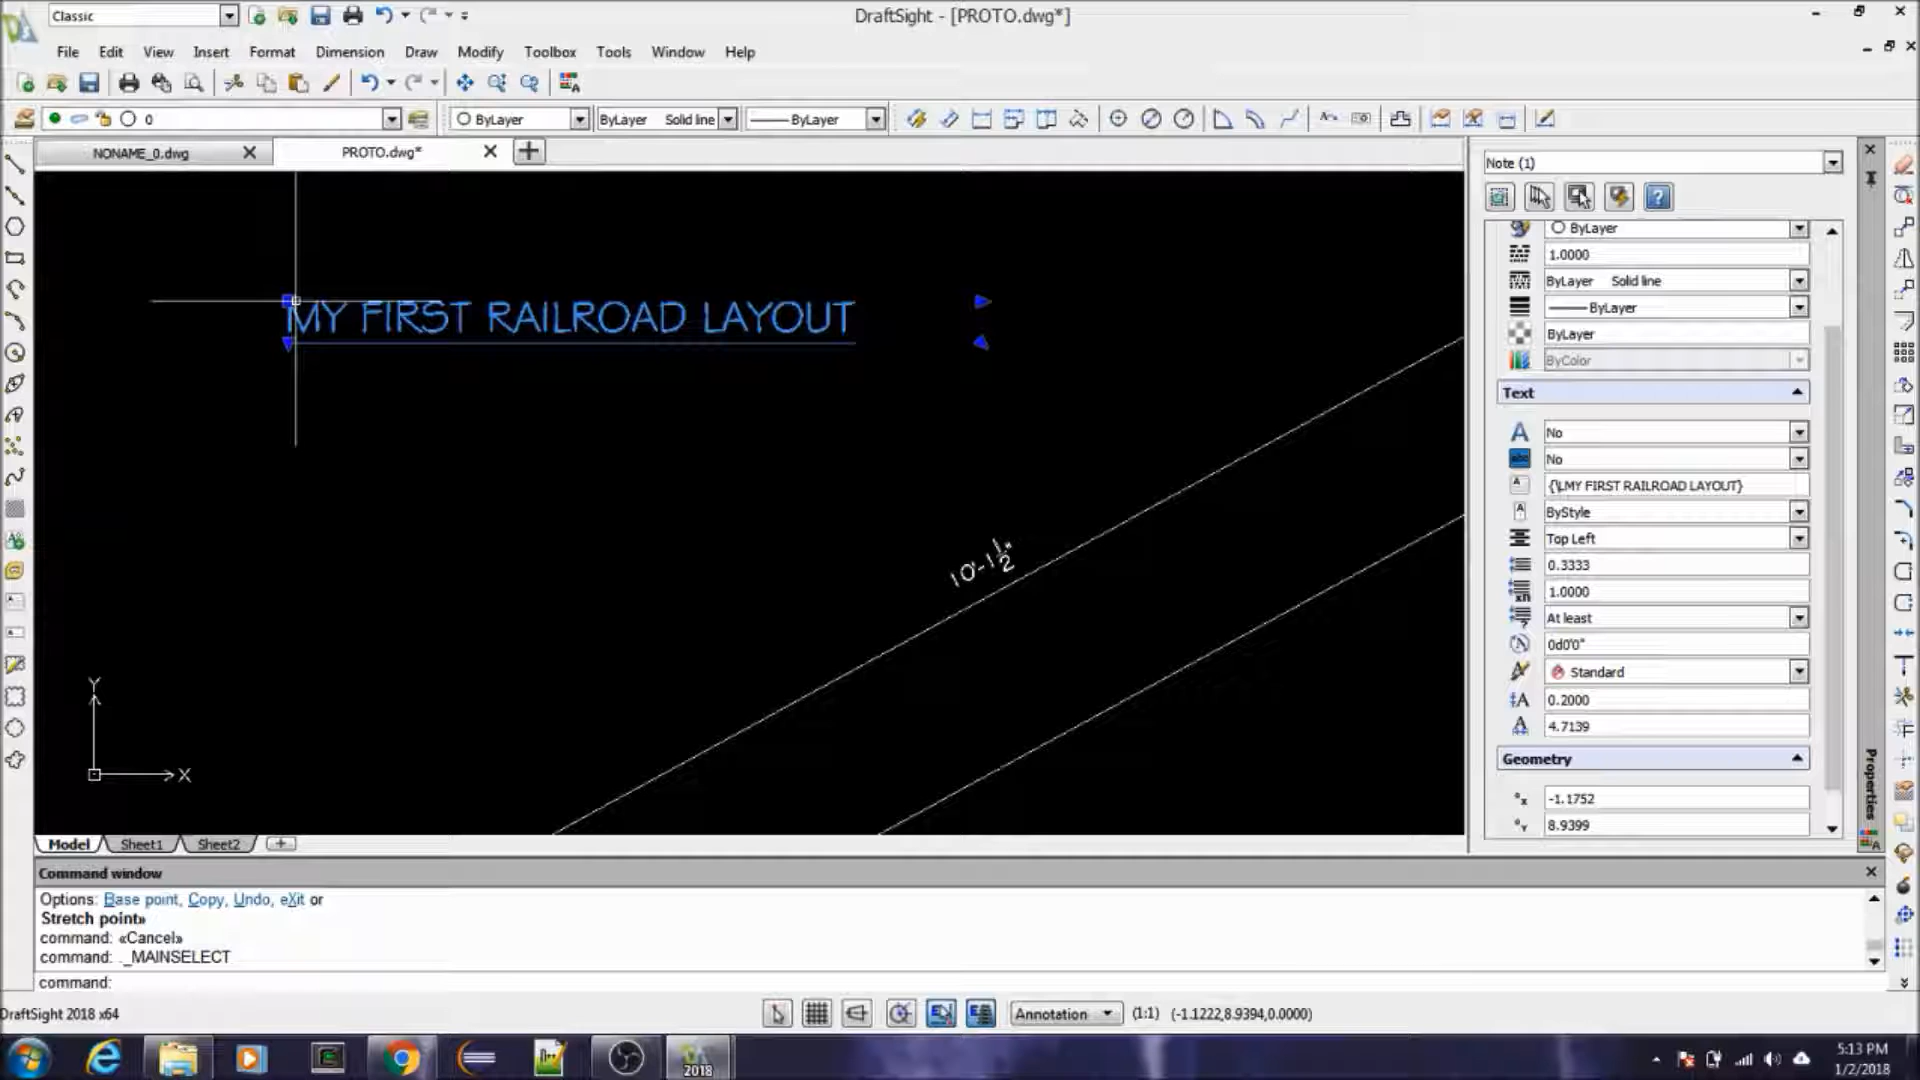 Classic
DraftSight - [PROTO.dwg*]
File Edit View Insert Format Dimension Draw Modify Toolbox Tools Window Help
0 ByLayer ByLayer Solid line ByLayer
NONAME_0.dwg PROTO.dwg*
Note (1)
ByLayer
1.0000
ByLayer Solid line
ByLayer
ByLayer
ByColor
Text
No
No
{\LMY FIRST RAILROAD LAYOUT}
ByStyle
Top Left
0.3333
1.0000
At least
0d0'0"
Standard
0.2000
4.7139
Geometry
-1.1752
8.9399
Properties
MY FIRST RAILROAD LAYOUT
10'-1 1/2"
Y
X
Model Sheet1 Sheet2
Command window
Options: Base point, Copy, Undo, eXit or
Stretch point»
command: «Cancel»
command: ._MAINSELECT
command:
DraftSight 2018 x64
Annotation (1:1) (-1.1222,8.9394,0.0000)
2018
5:13 PM
1/2/2018